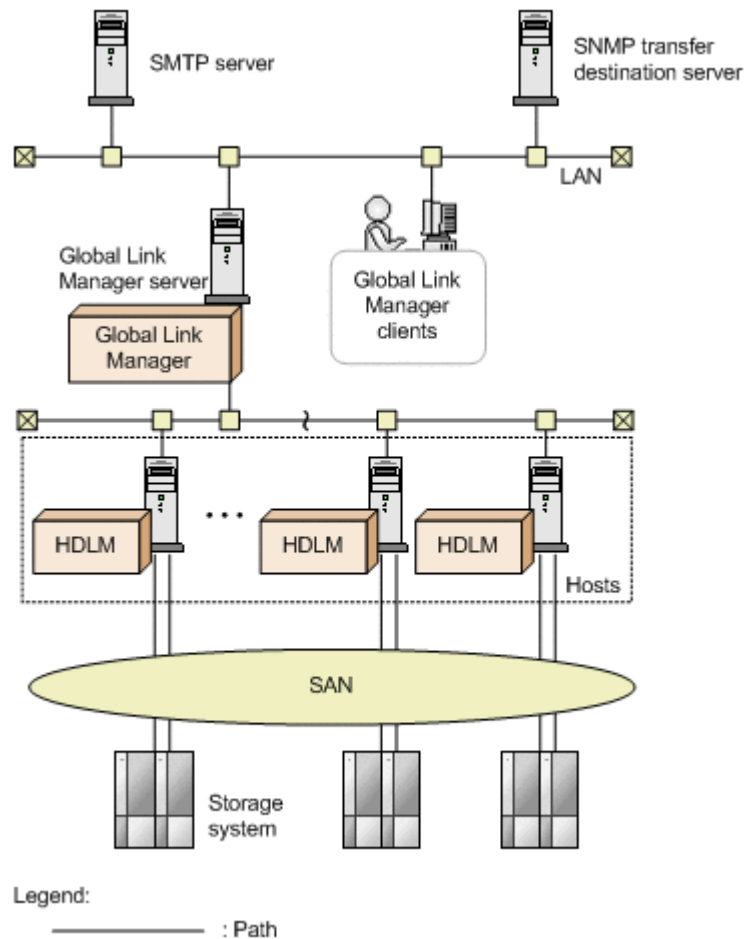 SMTP server
SNMP transfer
destination server
LAN
Global Link
Manager server
Global Link
Manager
Global Link
Manager
clients
HDLM
...
HDLM
HDLM
Hosts
SAN
Storage
system
Legend:
: Path